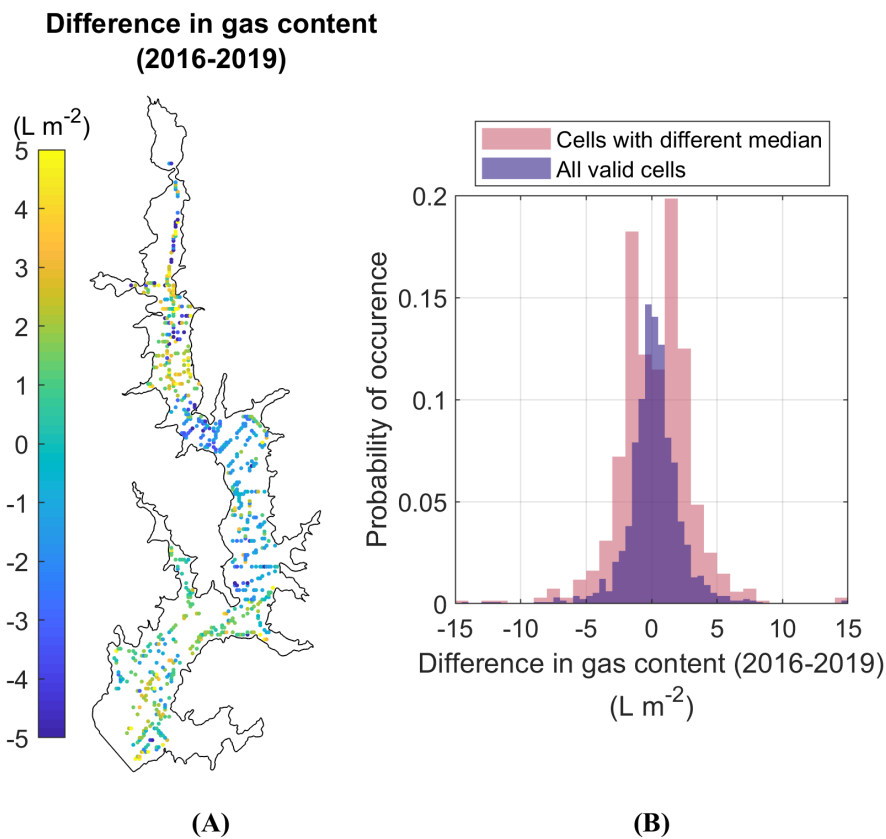 Difference in gas content
(2016-2019)
(L m-2)
5
4
3
2
1
0
-1
-2
-3
-4
-5
(A)
Cells with different median
All valid cells
0.2
0.15
0.1
0.05
0
Probability of occurence
-15 -10 -5 0 5 10 15
Difference in gas content (2016-2019)
(L m-2)
(B)